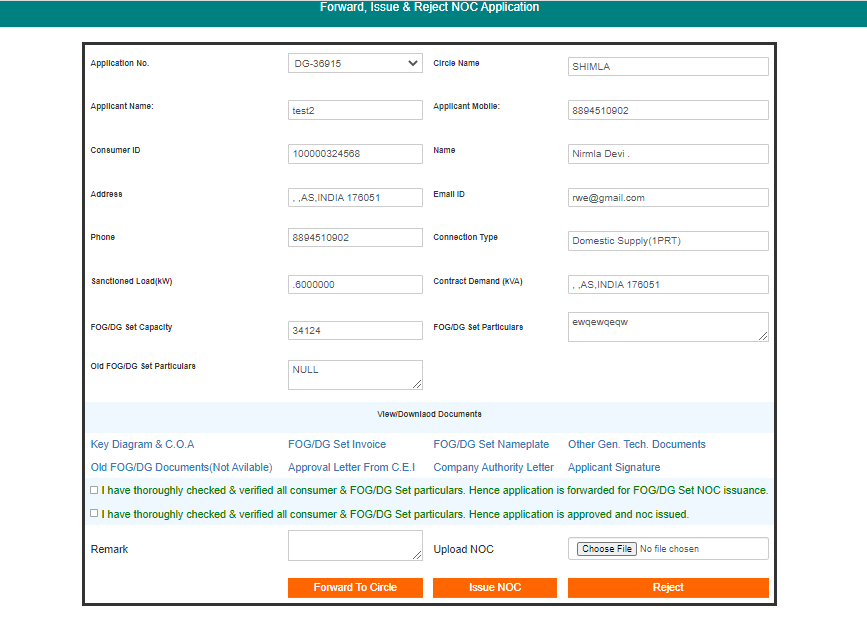 Forward, Issue & Reject NOC Application
Application No. DG-36915 Circle Name SHIMLA
Applicant Name: test2 Applicant Mobile: 8894510902
Consumer ID 100000324568 Name Nirmla Devi .
Address , ,AS,INDIA 176051 Email ID rwe@gmail.com
Phone 8894510902 Connection Type Domestic Supply(1PRT)
Sanctioned Load(kW) .6000000 Contract Demand (kVA) , ,AS,INDIA 176051
FOG/DG Set Capacity 34124 FOG/DG Set Particulars ewqewqeqw
Old FOG/DG Set Particulars NULL
View/Downlaod Documents
Key Diagram & C.O.A FOG/DG Set Invoice FOG/DG Set Nameplate Other Gen. Tech. Documents
Old FOG/DG Documents(Not Avilable) Approval Letter From C.E.I Company Authority Letter Applicant Signature
I have thoroughly checked & verified all consumer & FOG/DG Set particulars. Hence application is forwarded for FOG/DG Set NOC issuance.
I have thoroughly checked & verified all consumer & FOG/DG Set particulars. Hence application is approved and noc issued.
Remark Upload NOC Choose File No file chosen
Forward To Circle Issue NOC Reject